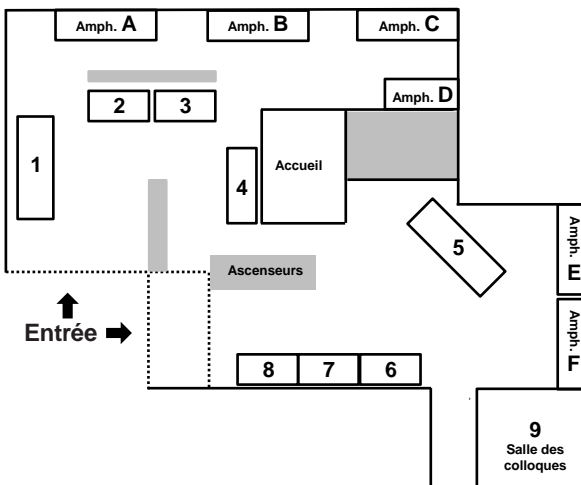 Amph. A
Amph. B
Amph. C
Amph. D
2
3
1
4
Accueil
5
Amph. E
Ascenseurs
Entrée
Amph. F
8
7
6
9
Salle des
colloques